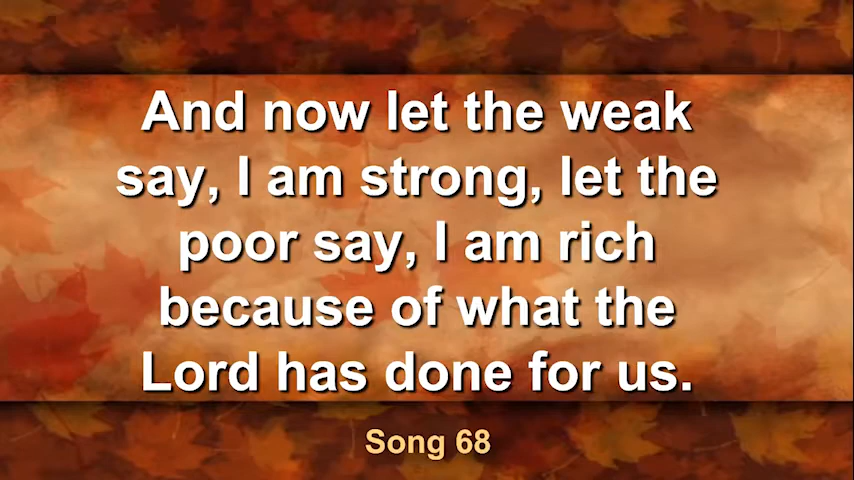 And now let the weak
say, I am strong, let the
poor say, I am rich
because of what the
Lord has done for us.
Song 68